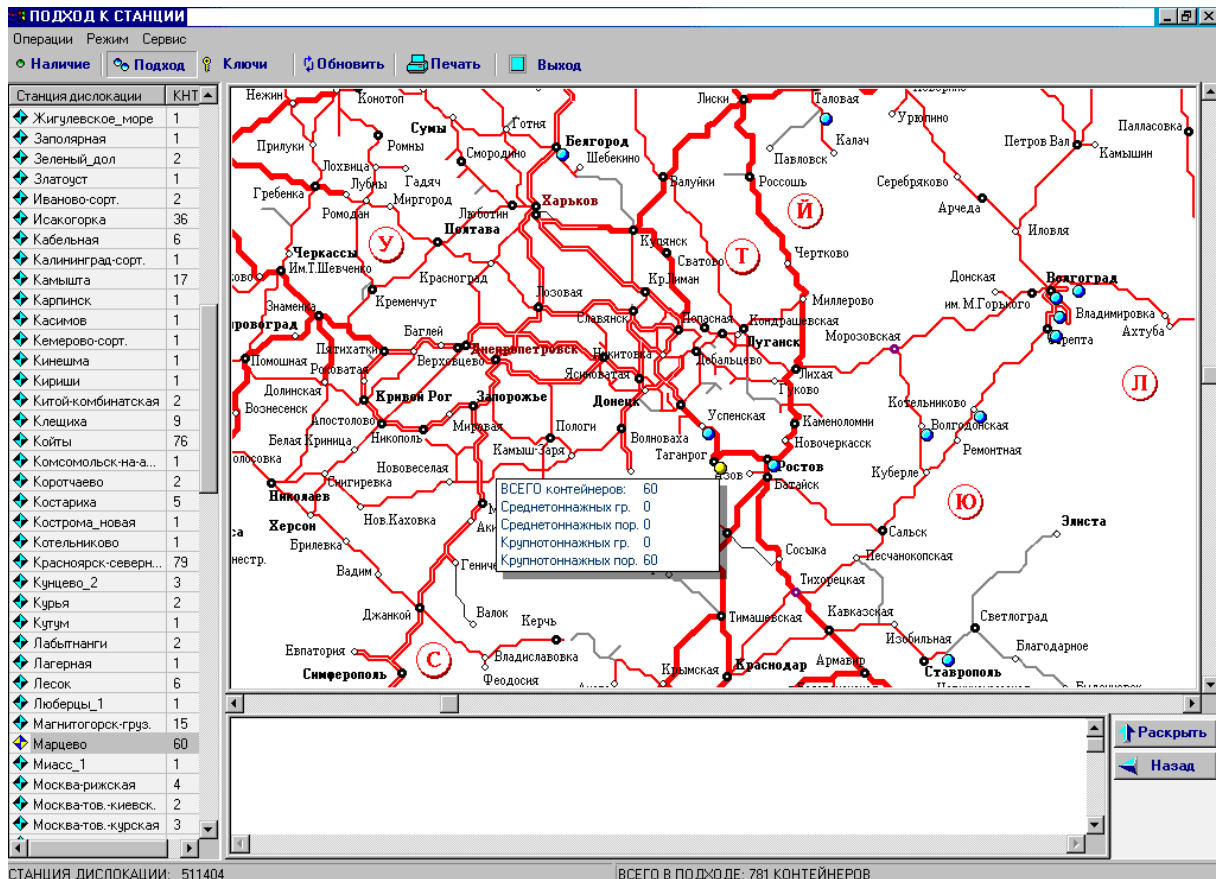 ПОДХОД К СТАНЦИИ
Операции Режим Сервис
Наличие Подход Ключи Обновить Печать Выход
Станция дислокации КНТ
Жигулевское_море 1
Заполярная 1
Зеленый_дол 2
Златоуст 1
Иваново-сорт. 2
Исакогорка 36
Кабельная 6
Калининград-сорт. 1
Камышта 17
Карпинск 1
Касимов 1
Кемерово-сорт. 1
Кинешма 1
Кириши 1
Китой-комбинатская 2
Клещиха 9
Койты 76
Комсомольск-на-а... 1
Коротчаево 2
Костариха 5
Кострома_новая 1
Котельниково 1
Красноярск-северн... 79
Кунцево_2 3
Курья 2
Кутум 1
Лабытнанги 2
Лагерная 1
Лесок 6
Люберцы_1 1
Магнитогорск-груз. 15
Марцево 60
Миасс_1 1
Москва-рижская 4
Москва-тов.-киевск. 2
Москва-тов.-курская 3
Нежин
Конотоп
Лиски
Таловая
Урюпино
Палласовка
Сумы
Готня
Прилуки
Ромны
Смородино
Белгород
Шебекино
Павловск
Калач
Петров Вал
Камышин
Лохвица
Гадяч
Гребенка
Лубны
Миргород
Валуйки
Россошь
Серебряково
Ромодан
Люботин
Харьков
Арчеда
Й
У
Полтава
Черкассы
Купянск
Иловля
Им.Т.Шевченко
Сватово
Т
Чертково
Красноград
Кр.Лиман
Донская
Волгоград
Кременчуг
Лозовая
Миллерово
им. М.Горького
Знаменка
Славянск
Попасная
Кондрашевская
Владимировка
Баглей
Луганск
Морозовская
Ахтуба
Пятихатки
Верховцево
Днепропетровск
Никитовка
Дебальцево
Помошная
Роковатая
Ясиноватая
Лихая
Гуково
Л
Долинская
Кривой Рог
Запорожье
Донецк
Котельниково
Вознесенск
Апостолово
Успенская
Каменоломни
Волгодонская
Белая Криница
Никополь
Мировая
Пологи
Волноваха
Новочеркасск
Ремонтная
Камыш-Заря
Таганрог
Нововеселая
Азов
Ростов
Куберле
Снигиревка
Батайск
Николаев
Ю
Херсон
Нов.Каховка
Сальск
Элиста
Брилевка
Сосыка
Песчанокопская
Вадим
Тихорецкая
Джанкой
Валок
Керчь
Тимашевская
Кавказская
Светлоград
Изобильная
Благодарное
Евпатория
С
Владиславовка
Симферополь
Феодосия
Крымская
Краснодар
Армавир
Ставрополь
ВСЕГО контейнеров: 60
Среднетоннажных гр. 0
Среднетоннажных пор. 0
Крупнотоннажных гр. 0
Крупнотоннажных пор. 60
Раскрыть
Назад
СТАНЦИЯ ДИСЛОКАЦИИ: 511404
ВСЕГО В ПОДХОДЕ: 781 КОНТЕЙНЕРОВ